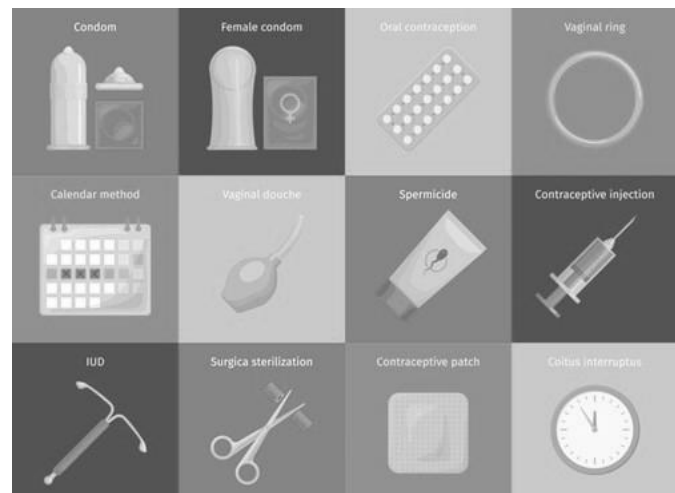 Condom
Female condom
Oral contraception
Vaginal ring
Calendar method
Vaginal douche
Spermicide
Contraceptive injection
IUD
Surgica sterilization
Contraceptive patch
Coitus interruptus